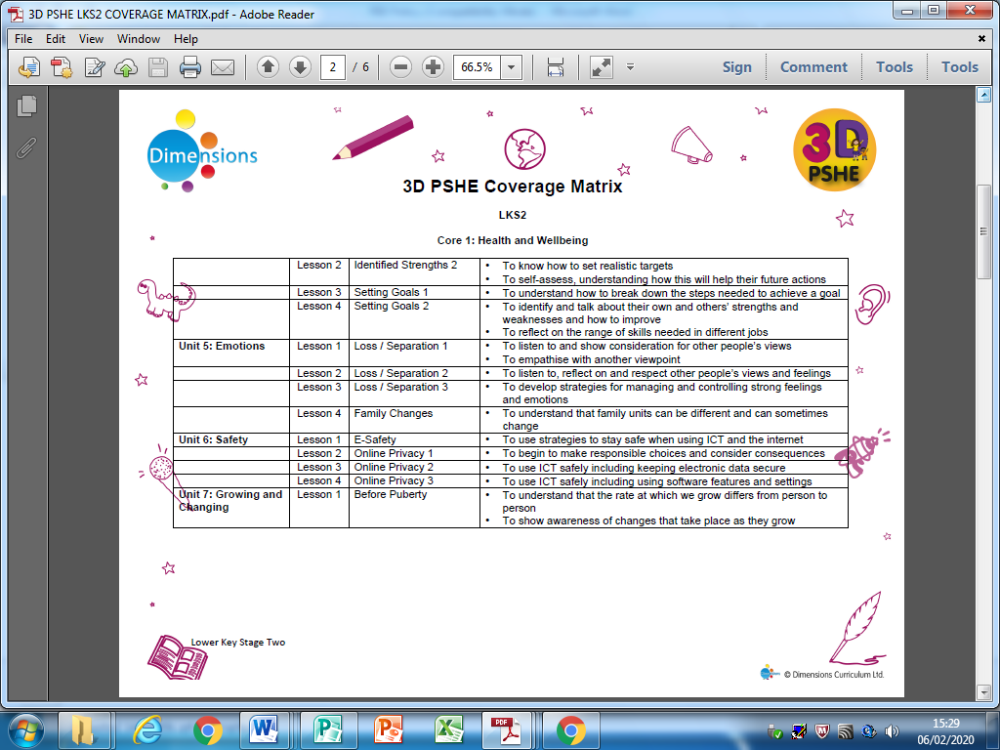 3D PSHE LKS2 COVERAGE MATRIX.pdf - Adobe Reader
File Edit View Window Help
2 / 6 66.5% Sign Comment Tools Tools
Dimensions
3D PSHE
3D PSHE Coverage Matrix
LKS2
Core 1: Health and Wellbeing
Lesson 2 Identified Strengths 2 • To know how to set realistic targets
• To self-assess, understanding how this will help their future actions
Lesson 3 Setting Goals 1 • To understand how to break down the steps needed to achieve a goal
Lesson 4 Setting Goals 2 • To identify and talk about their own and others' strengths and
weaknesses and how to improve
• To reflect on the range of skills needed in different jobs
Unit 5: Emotions Lesson 1 Loss / Separation 1 • To listen to and show consideration for other people's views
• To empathise with another viewpoint
Lesson 2 Loss / Separation 2 • To listen to, reflect on and respect other people's views and feelings
Lesson 3 Loss / Separation 3 • To develop strategies for managing and controlling strong feelings
and emotions
Lesson 4 Family Changes • To understand that family units can be different and can sometimes
change
Unit 6: Safety Lesson 1 E-Safety • To use strategies to stay safe when using ICT and the internet
Lesson 2 Online Privacy 1 • To begin to make responsible choices and consider consequences
Lesson 3 Online Privacy 2 • To use ICT safely including keeping electronic data secure
Lesson 4 Online Privacy 3 • To use ICT safely including using software features and settings
Unit 7: Growing and Lesson 1 Before Puberty • To understand that the rate at which we grow differs from person to
Changing person
• To show awareness of changes that take place as they grow
Lower Key Stage Two
© Dimensions Curriculum Ltd.
15:29
06/02/2020